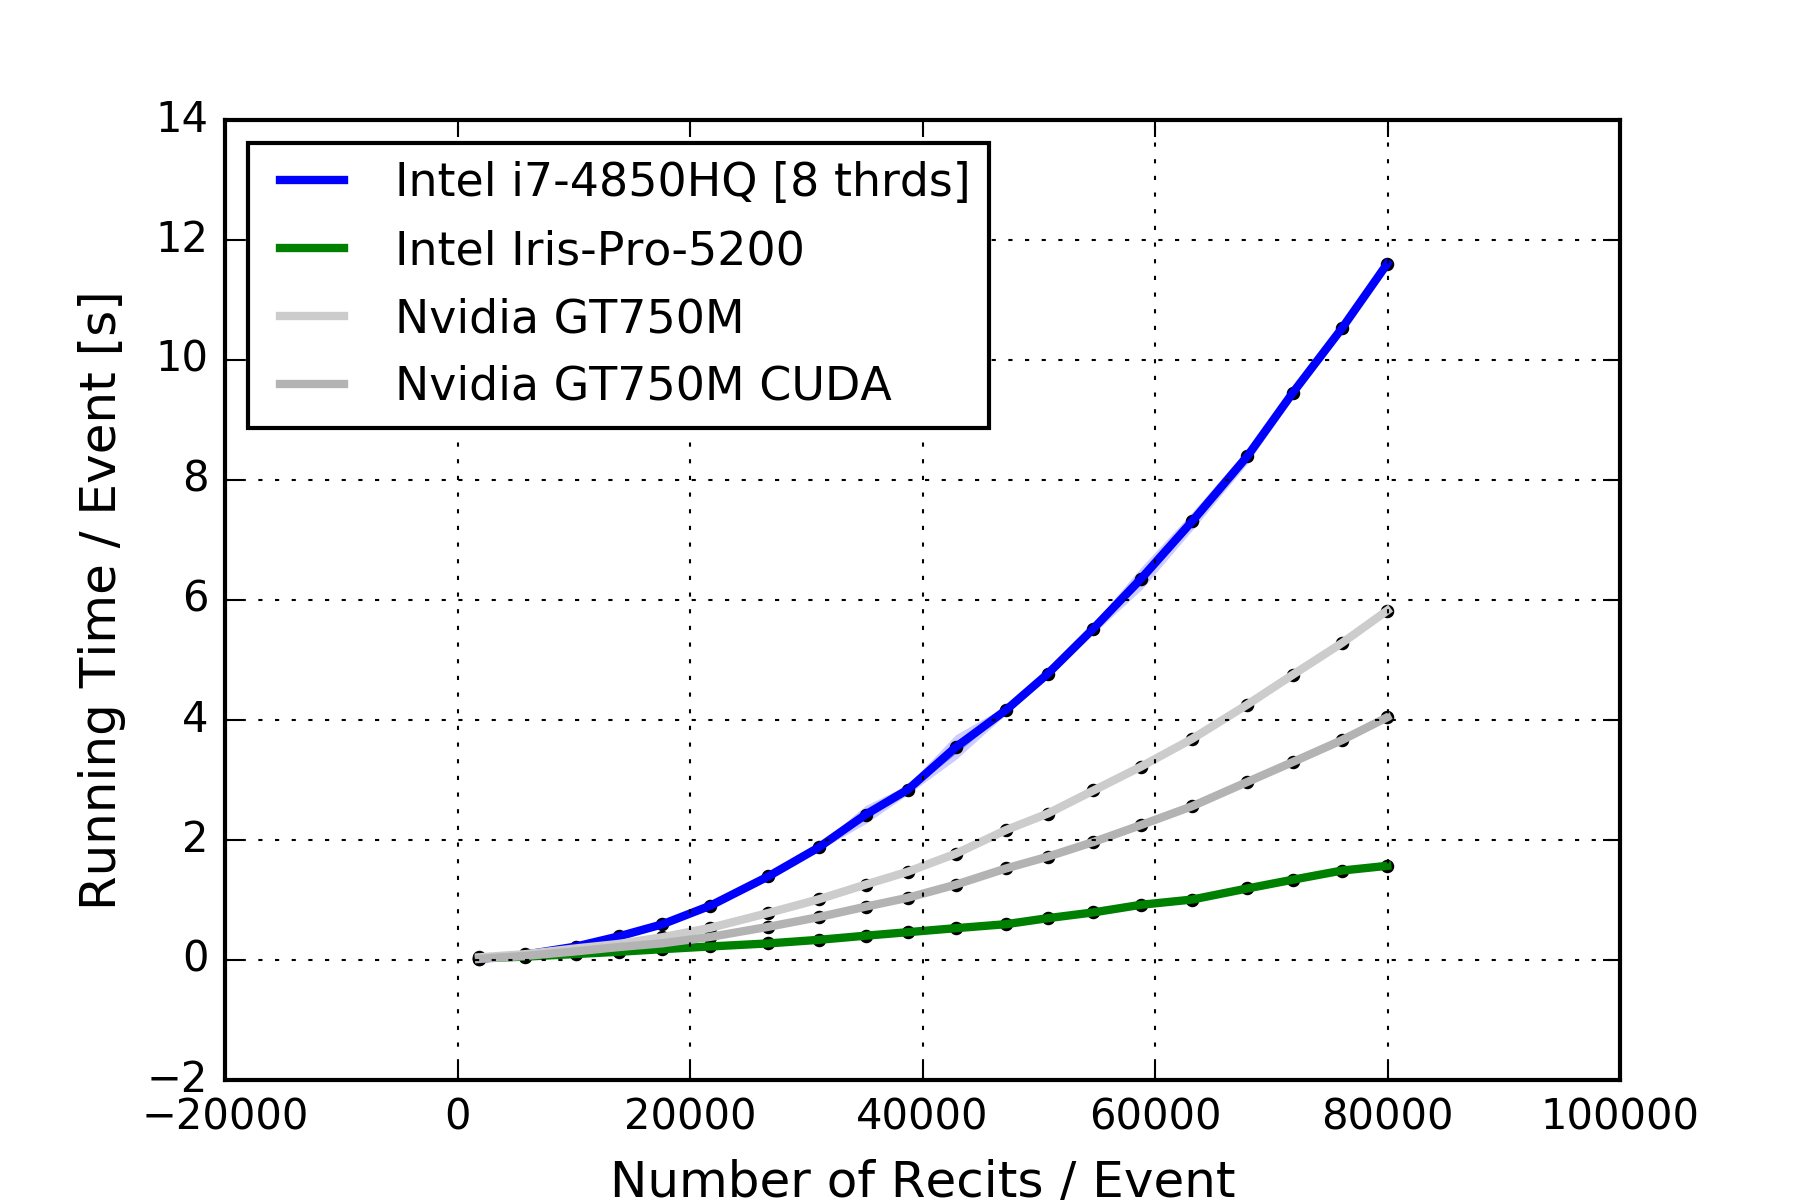 14
12
10
8
6
4
2
0
−2
−20000
0
20000
40000
60000
80000
100000
Running Time / Event [s]
Number of Recits / Event
Intel i7-4850HQ [8 thrds]
Intel Iris-Pro-5200
Nvidia GT750M
Nvidia GT750M CUDA